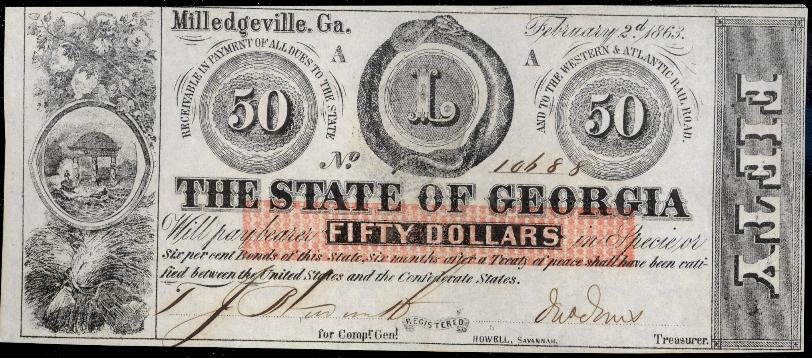 Milledgeville, Ga.
February 2d, 1863.
A
A
RECEIVABLE IN PAYMENT OF ALL DUES TO THE STATE
50
L
AND TO THE WESTERN & ATLANTIC RAIL ROAD.
50
No
10688
THE STATE OF GEORGIA
Will pay bearer FIFTY DOLLARS in Specie or
Six per cent Bonds of this State, six months after a Treaty of peace shall have been rati-
fied between the United States and the Confederate States.
for Compt. Genl.
REGISTERED
HOWELL, SAVANNAH.
Jno Jones
Treasurer.
FIFTY